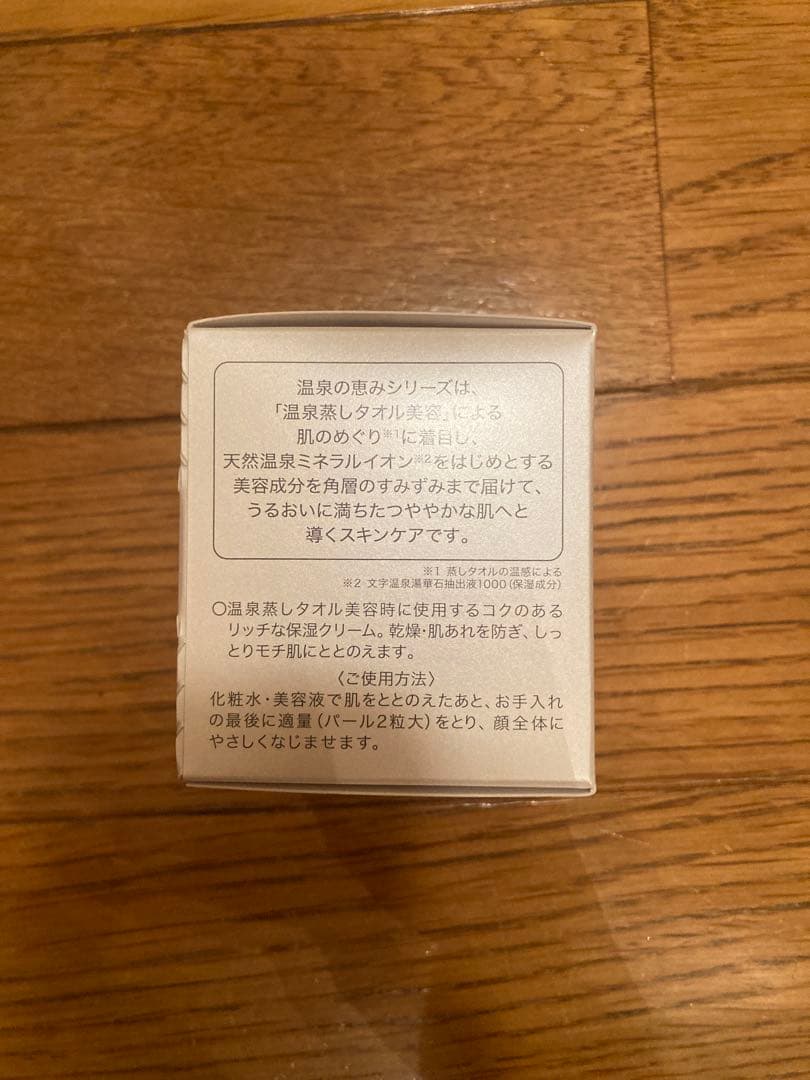 温泉の恵みシリーズは、
「温泉蒸しタオル美容」による
肌のめぐり※1に着目し、
天然温泉ミネラルイオン※2をはじめとする
美容成分を角層のすみずみまで届けて、
うるおいに満ちたつややかな肌へと
導くスキンケアです。
※1 蒸しタオルの温感による
※2 文字温泉湯華石抽出液1000（保湿成分）
〇温泉蒸しタオル美容時に使用するコクのある
リッチな保湿クリーム。乾燥・肌あれを防ぎ、しっ
とりモチ肌にととのえます。
〈ご使用方法〉
化粧水・美容液で肌をととのえたあと、お手入れ
の最後に適量（パール2粒大）をとり、顔全体に
やさしくなじませます。